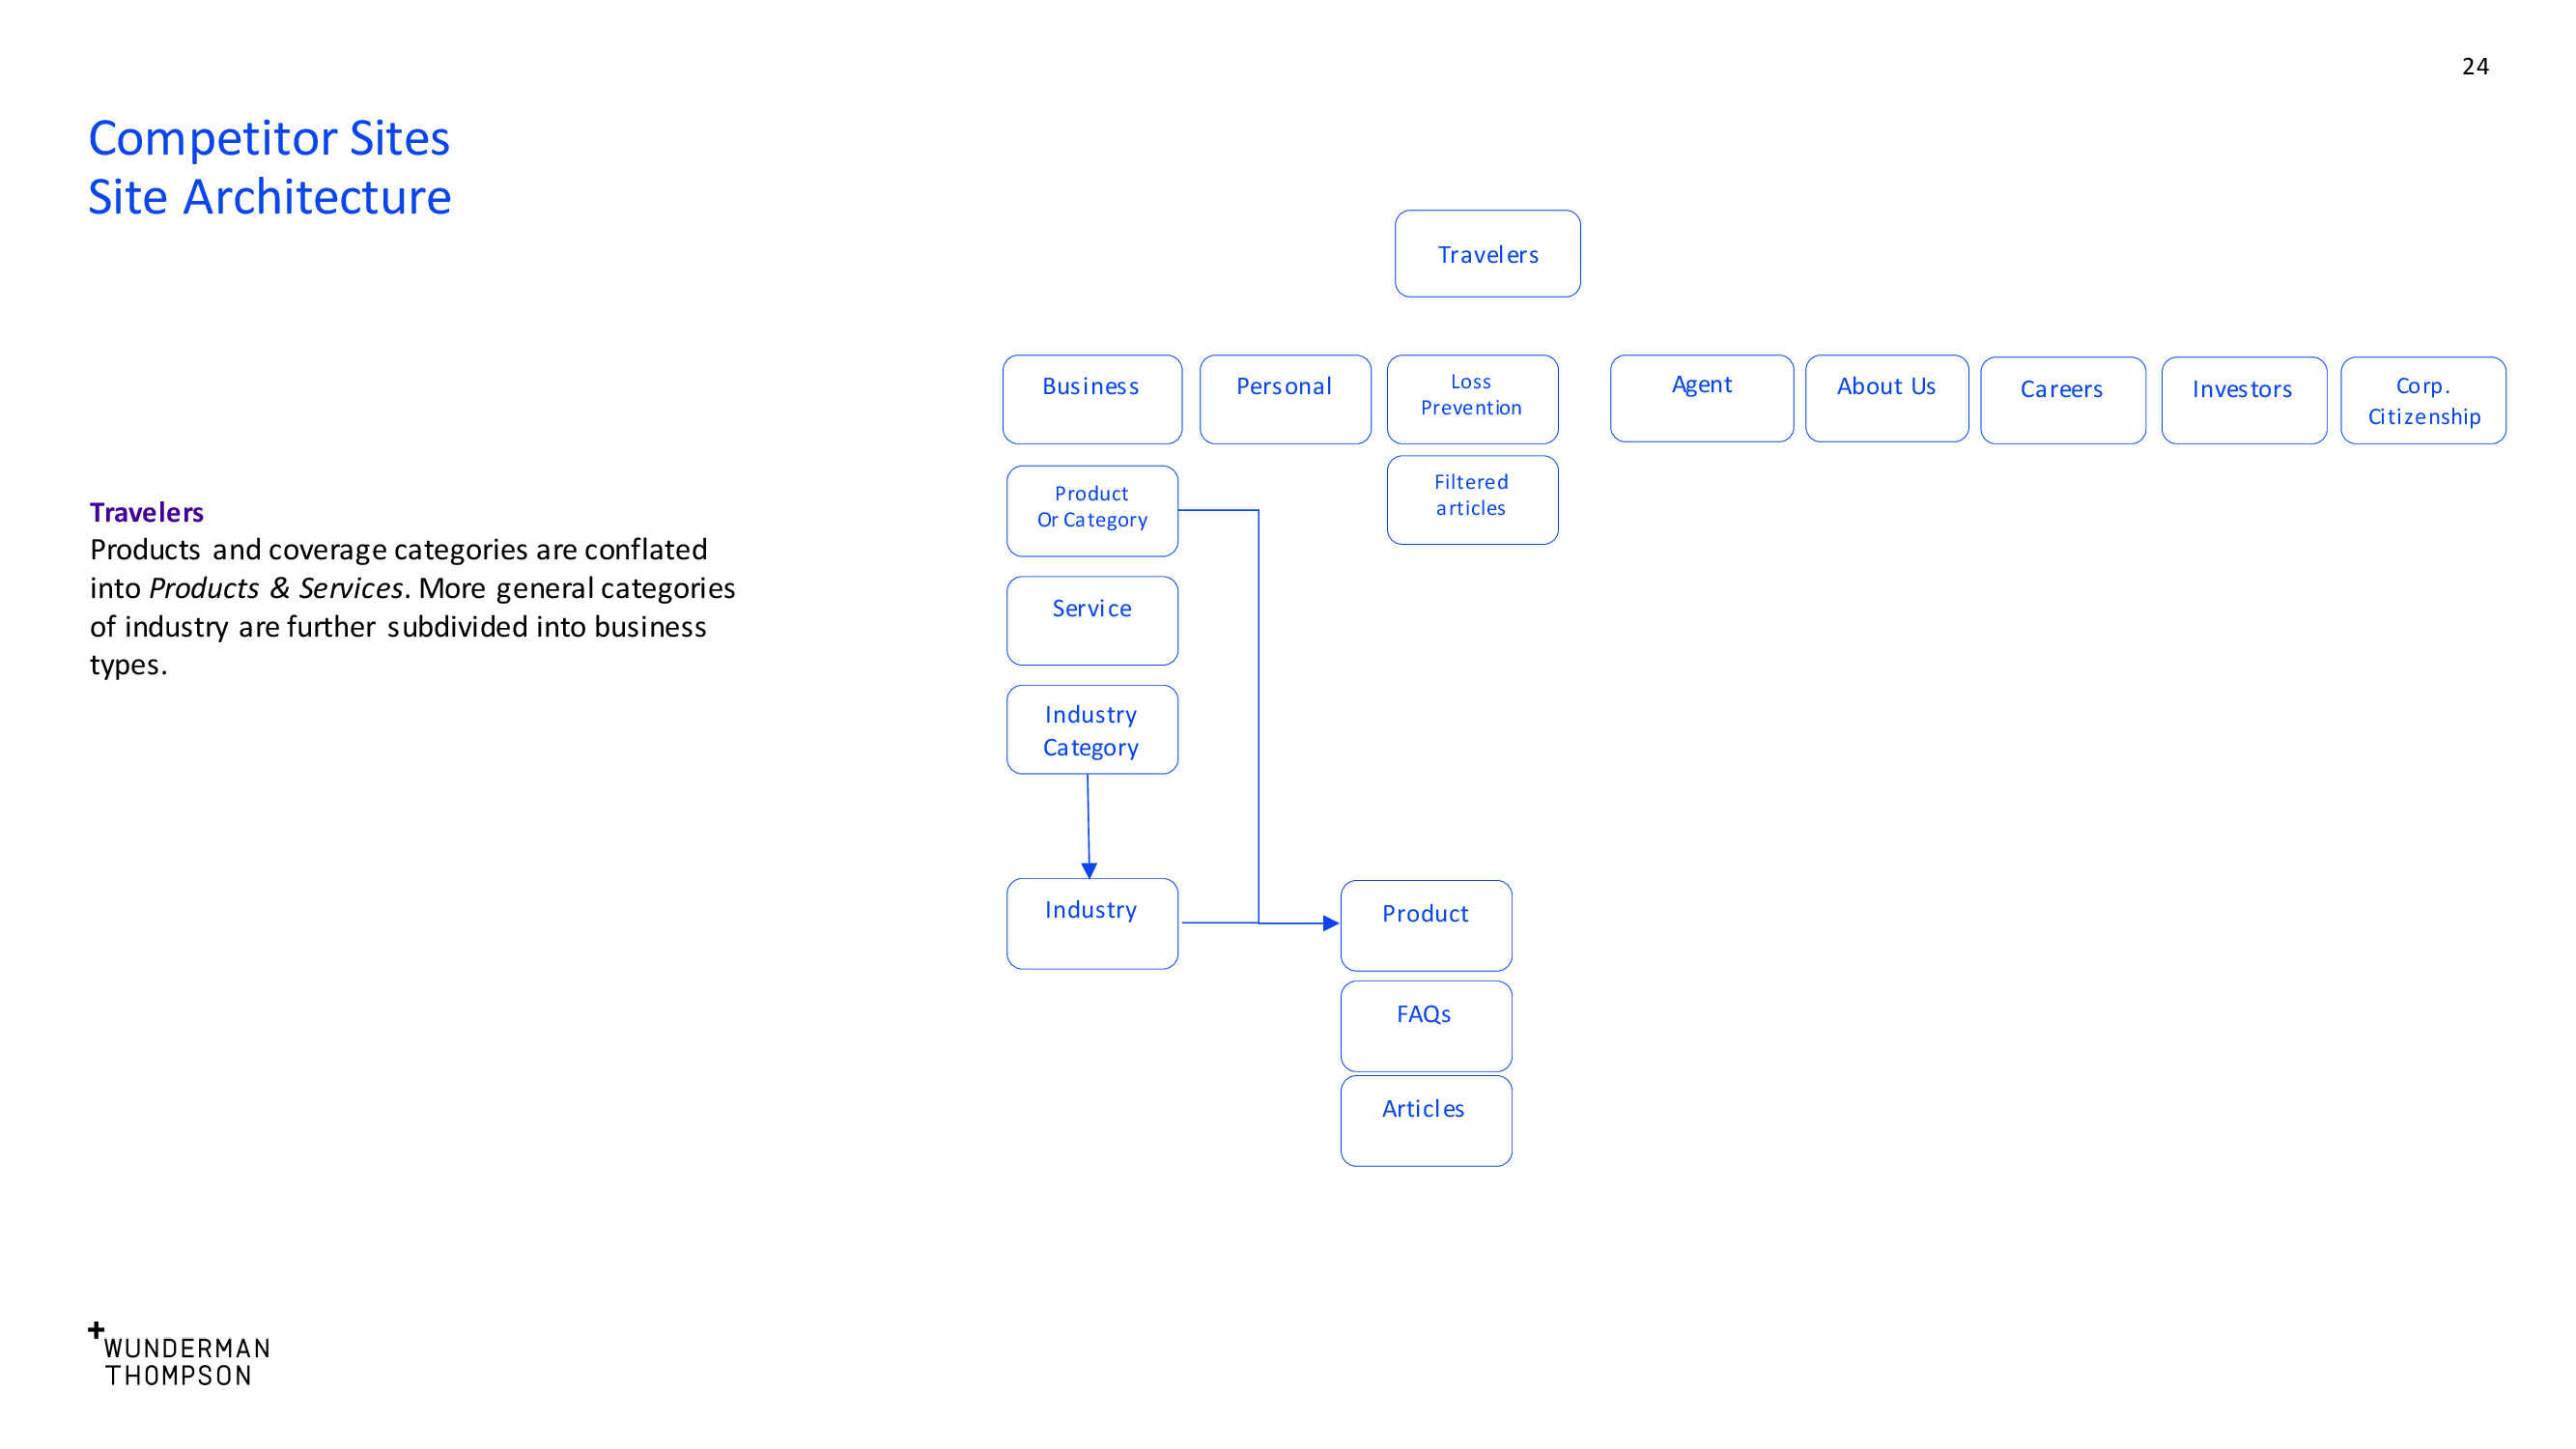 24
Competitor Sites
Site Architecture
Travelers
Business
Personal
Loss
Prevention
Agent
About Us
Careers
Investors
Corp.
Citizenship
Product
Or Category
Filtered
articles
Travelers
Products and coverage categories are conflated
into Products & Services. More general categories
of industry are further subdivided into business
types.
Service
Industry
Category
Industry
Product
FAQs
Articles
WUNDERMAN
THOMPSON